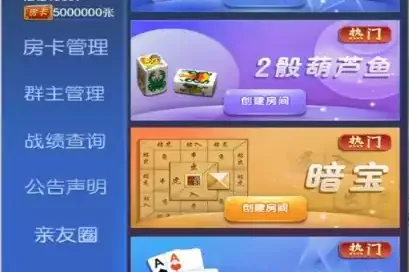 房卡 5000000张
房卡管理
群主管理
战绩查询
公告声明
亲友圈
热门
2骰葫芦鱼
创建房间
热门
暗宝
虎
创建房间
热门